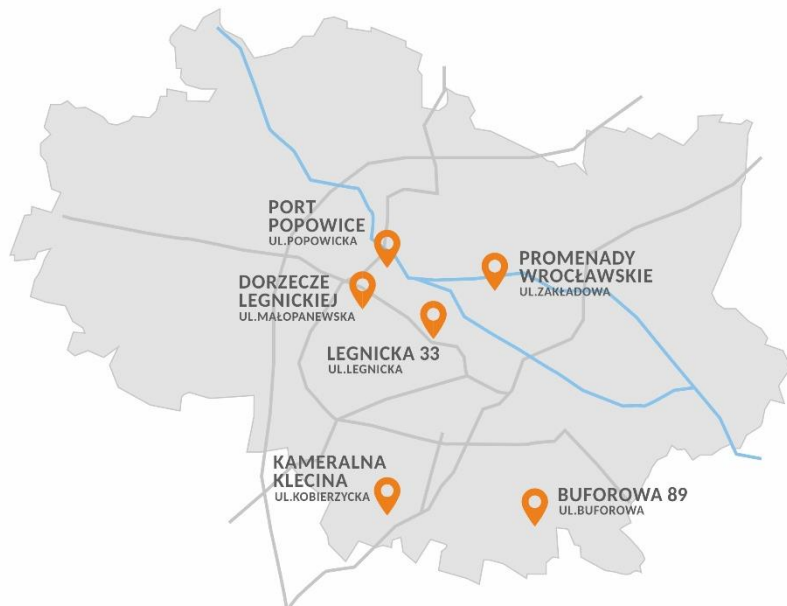 PORT
POPOWICE
UL.POPOWICKA
PROMENADY
WROCŁAWSKIE
UL.ZAKŁADOWA
DORZECZE
LEGNICKIEJ
UL.MAŁOPANEWSKA
LEGNICKA 33
UL.LEGNICKA
KAMERALNA
KLECINA
UL.KOBIERZYCKA
BUFOROWA 89
UL.BUFOROWA